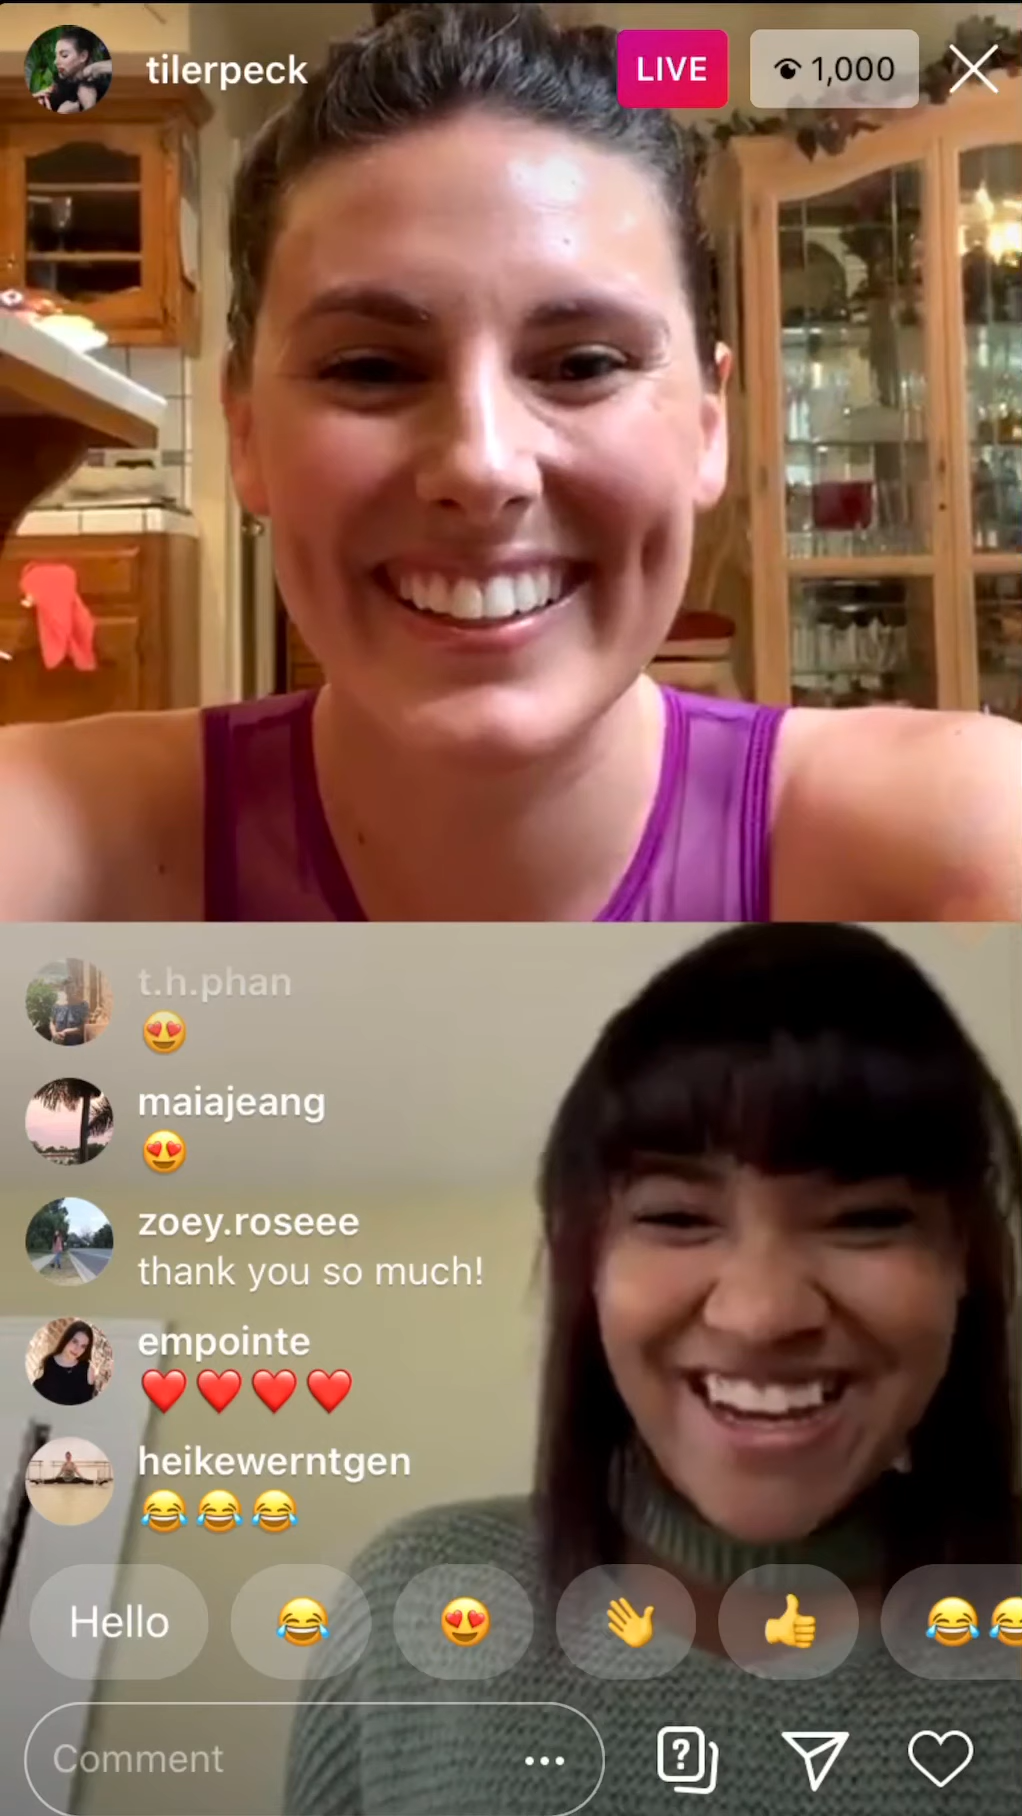 tilerpeck
LIVE
1,000
t.h.phan
😍
maiajeang
😍
zoey.roseee
thank you so much!
empointe
❤️❤️❤️❤️
heikewerntgen
😂😂😂
Hello 😂 😍 👋 👍 😂😂
Comment